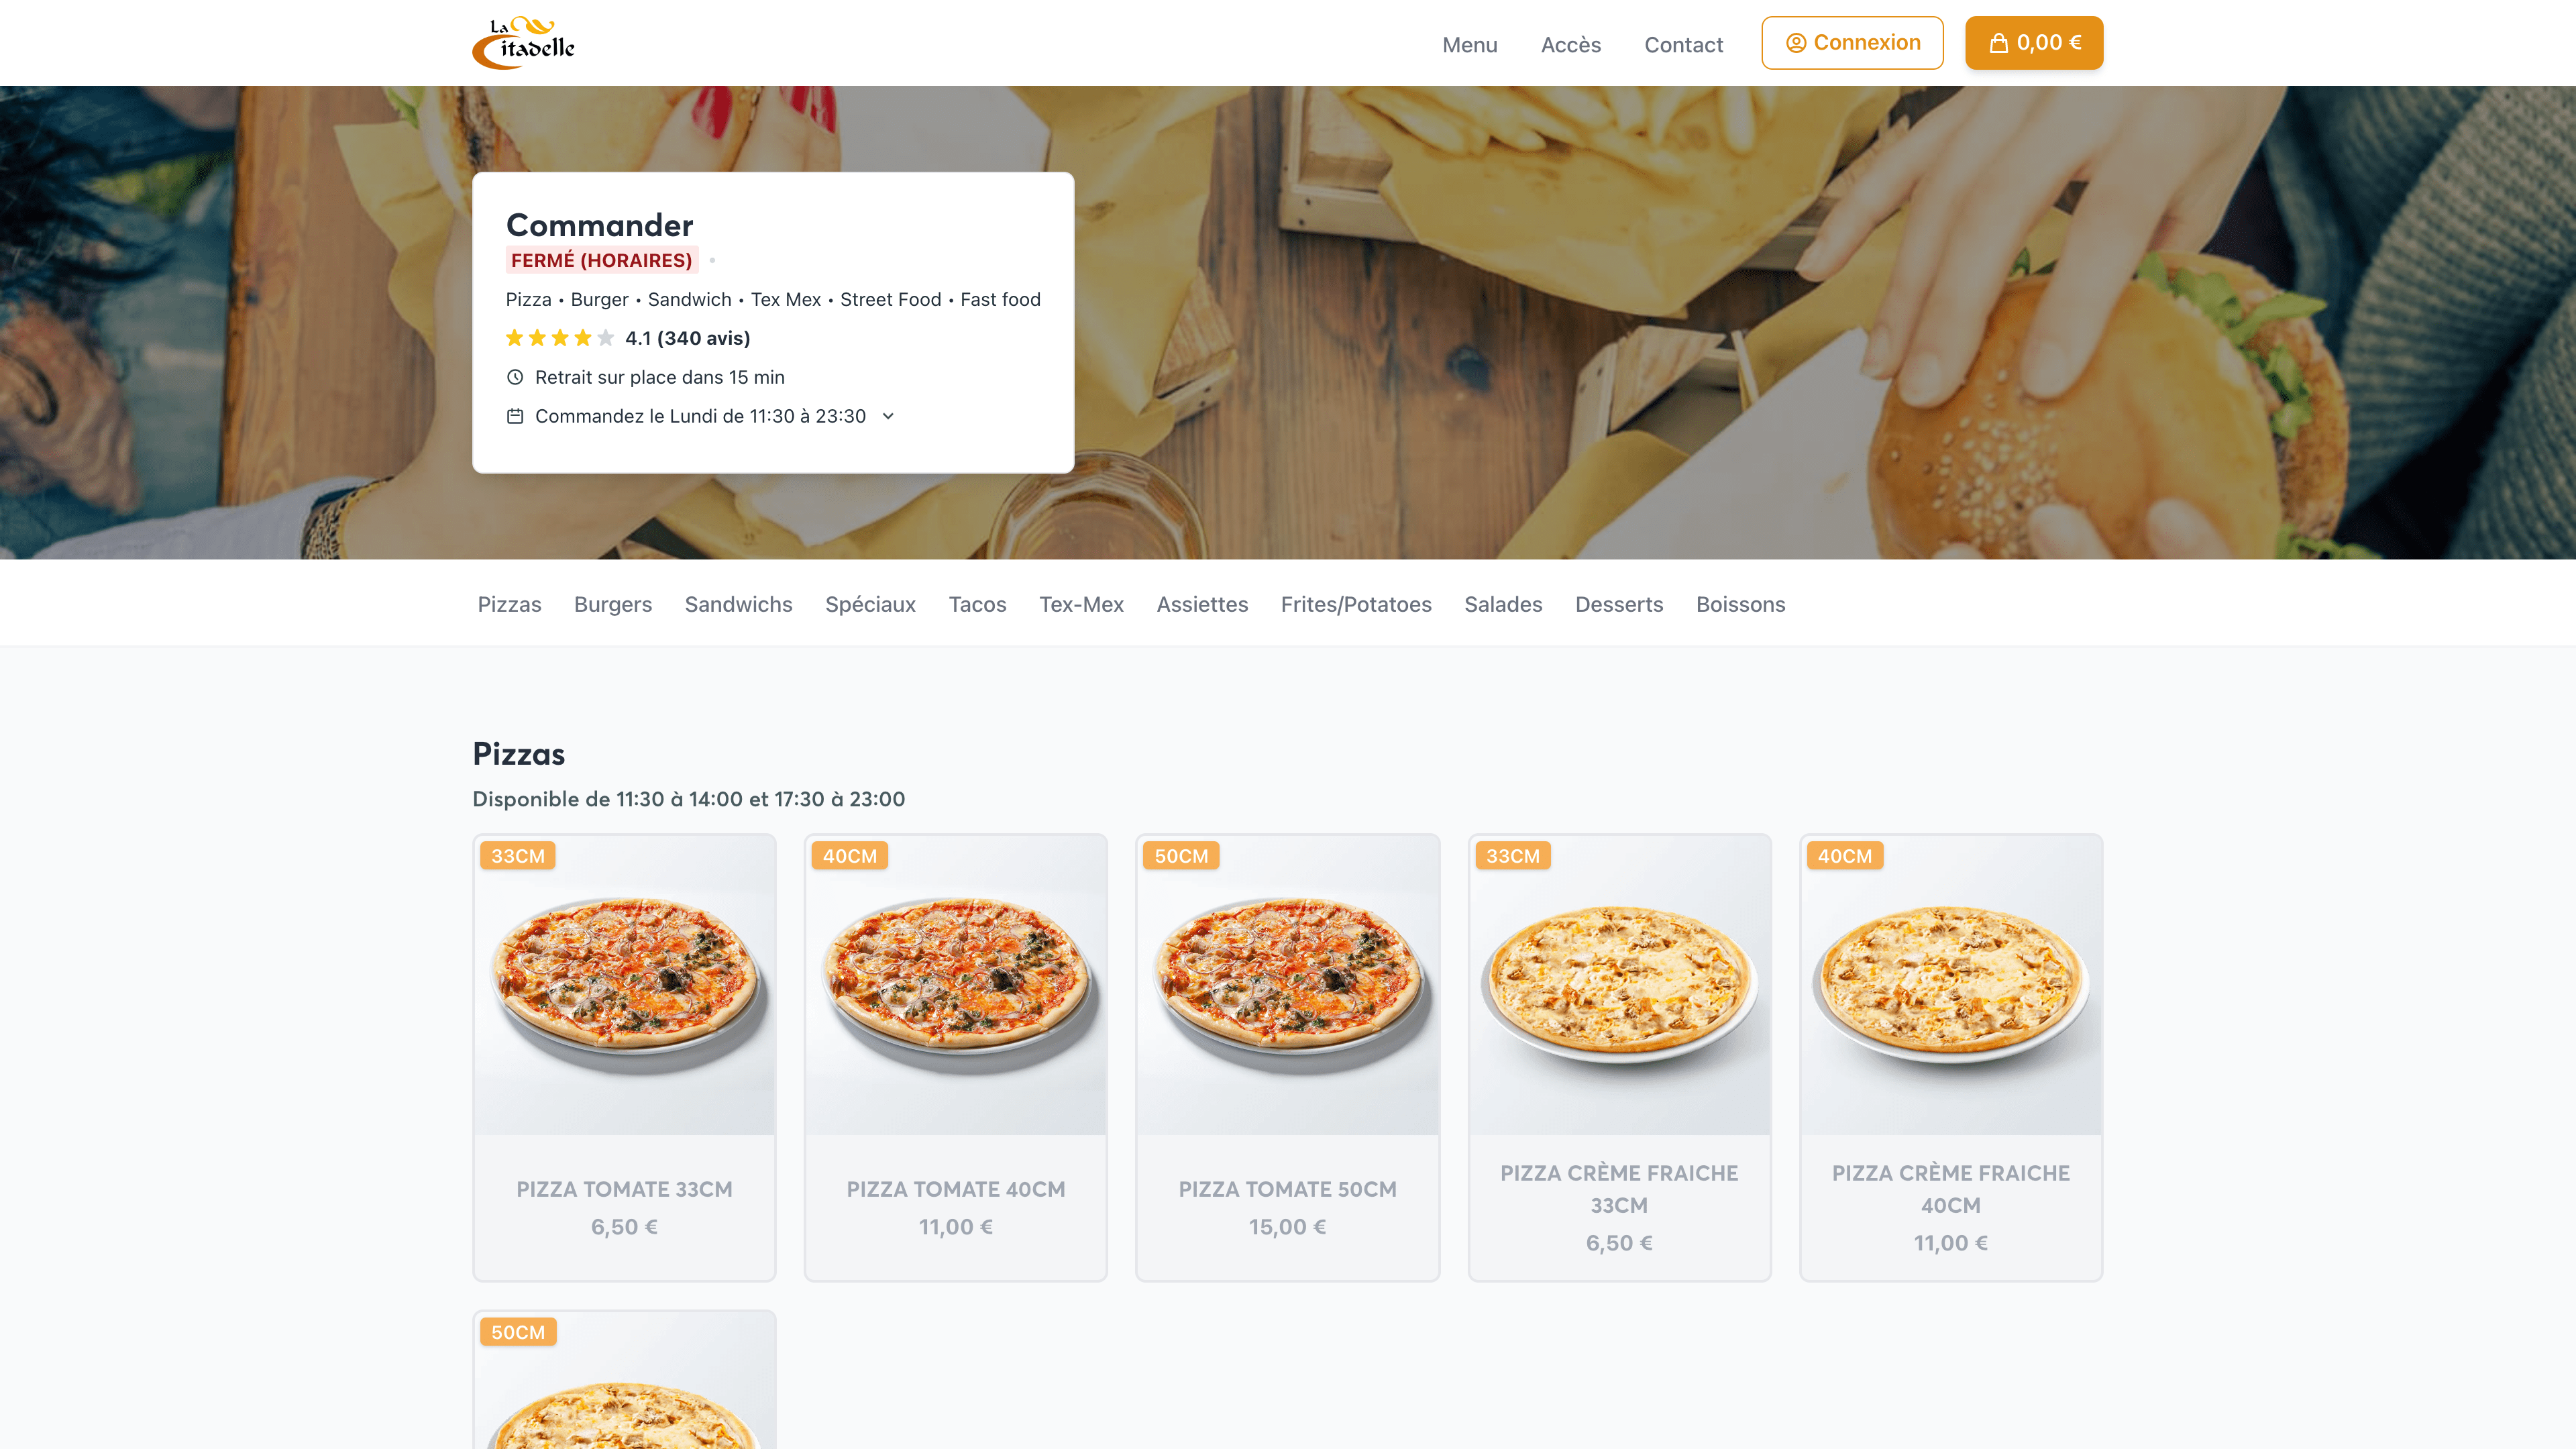 La
Citadelle
Menu
Accès
Contact
Connexion
0,00 €
Commander
FERMÉ (HORAIRES)
Pizza • Burger • Sandwich • Tex Mex • Street Food • Fast food
4.1 (340 avis)
Retrait sur place dans 15 min
Commandez le Lundi de 11:30 à 23:30
Pizzas
Burgers
Sandwichs
Spéciaux
Tacos
Tex-Mex
Assiettes
Frites/Potatoes
Salades
Desserts
Boissons
Pizzas
Disponible de 11:30 à 14:00 et 17:30 à 23:00
33CM
PIZZA TOMATE 33CM
6,50 €
40CM
PIZZA TOMATE 40CM
11,00 €
50CM
PIZZA TOMATE 50CM
15,00 €
33CM
PIZZA CRÈME FRAICHE
33CM
6,50 €
40CM
PIZZA CRÈME FRAICHE
40CM
11,00 €
50CM